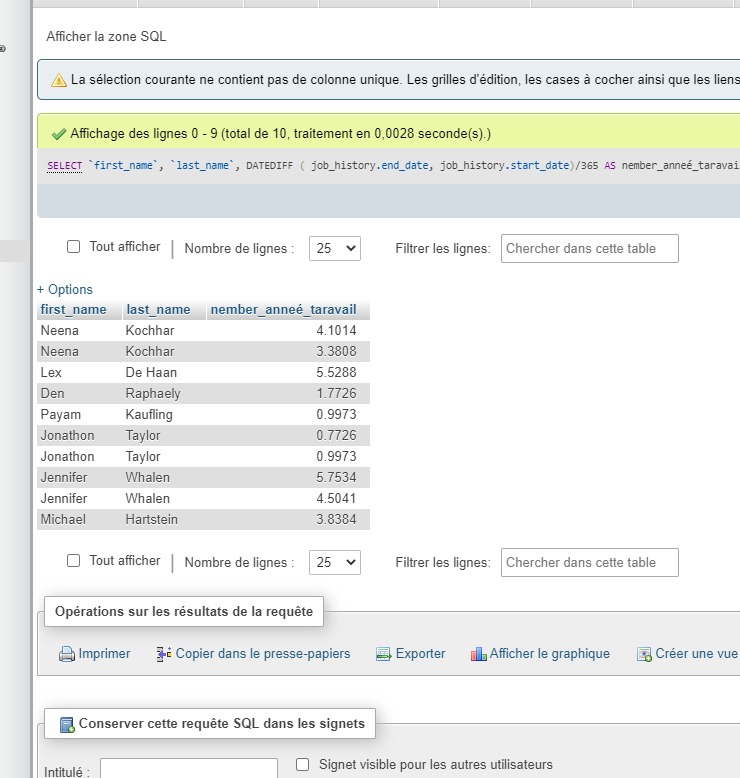 Afficher la zone SQL
La sélection courante ne contient pas de colonne unique. Les grilles d'édition, les cases à cocher ainsi que les liens
Affichage des lignes 0 - 9 (total de 10, traitement en 0,0028 seconde(s).)
SELECT `first_name`, `last_name`, DATEDIFF ( job_history.end_date, job_history.start_date)/365 AS nember_anneé_taravai
Tout afficher | Nombre de lignes : 25 Filtrer les lignes: Chercher dans cette table
+ Options
first_name last_name nember_anneé_taravail
Neena Kochhar 4.1014
Neena Kochhar 3.3808
Lex De Haan 5.5288
Den Raphaely 1.7726
Payam Kaufling 0.9973
Jonathon Taylor 0.7726
Jonathon Taylor 0.9973
Jennifer Whalen 5.7534
Jennifer Whalen 4.5041
Michael Hartstein 3.8384
Tout afficher | Nombre de lignes : 25 Filtrer les lignes: Chercher dans cette table
Opérations sur les résultats de la requête
Imprimer Copier dans le presse-papiers Exporter Afficher le graphique Créer une vue
Conserver cette requête SQL dans les signets
Intitulé : Signet visible pour les autres utilisateurs